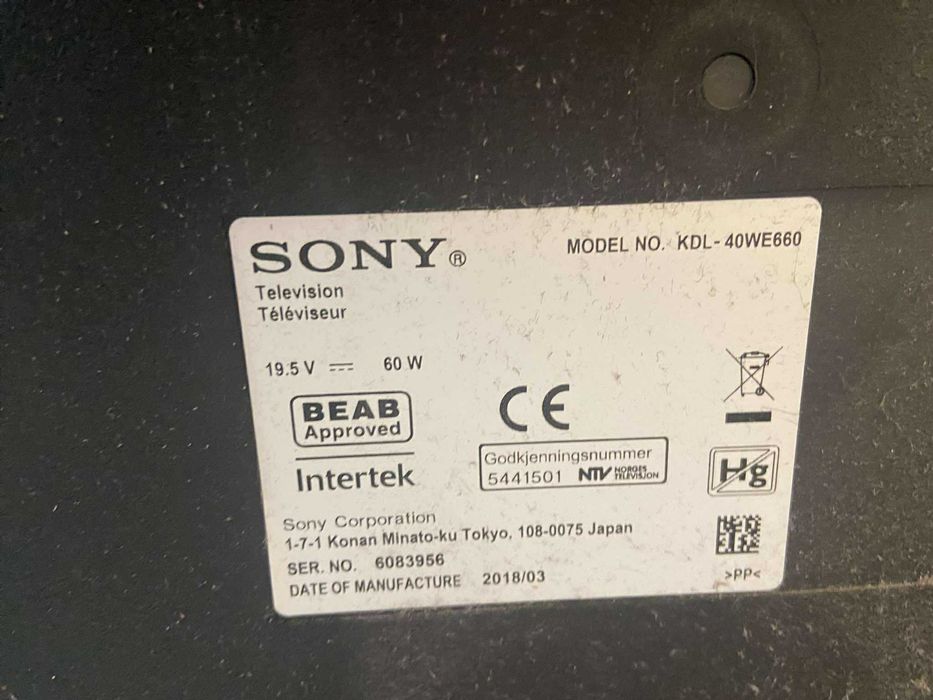 SONY®
MODEL NO. KDL-40WE660
Television
Téléviseur
19.5 V ⎓ 60 W
BEAB
Approved
Intertek
CE
Godkjenningsnummer
5441501 NTV NORGES TELEVISJON
Hg
Sony Corporation
1-7-1 Konan Minato-ku Tokyo, 108-0075 Japan
SER. NO. 6083956
DATE OF MANUFACTURE 2018/03
>PP<